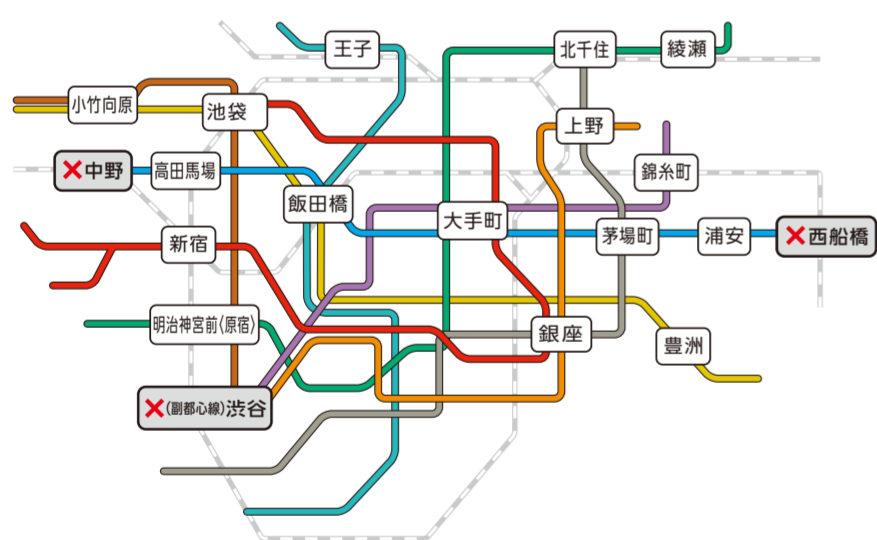 王子
北千住
綾瀬
小竹向原
池袋
上野
×中野
高田馬場
錦糸町
飯田橋
大手町
新宿
茅場町
浦安
×西船橋
明治神宮前〈原宿〉
銀座
豊洲
×(副都心線)渋谷